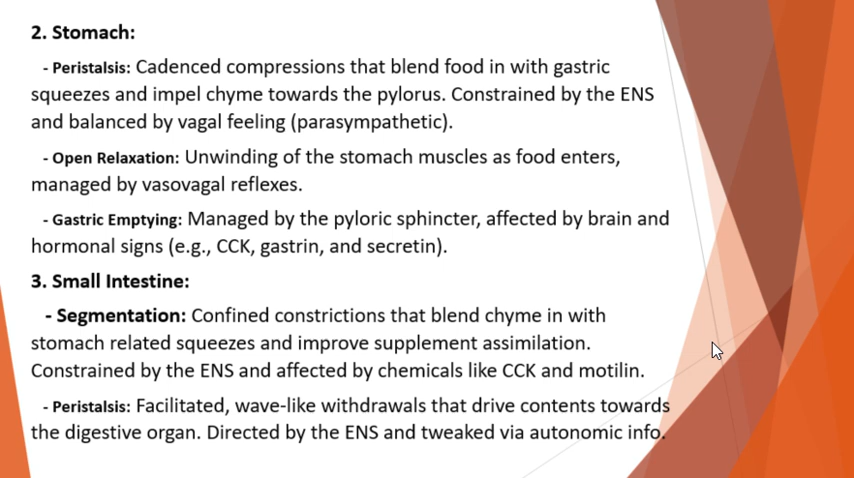 2. Stomach:
- Peristalsis: Cadenced compressions that blend food in with gastric
squeezes and impel chyme towards the pylorus. Constrained by the ENS
and balanced by vagal feeling (parasympathetic).
- Open Relaxation: Unwinding of the stomach muscles as food enters,
managed by vasovagal reflexes.
- Gastric Emptying: Managed by the pyloric sphincter, affected by brain and
hormonal signs (e.g., CCK, gastrin, and secretin).
3. Small Intestine:
- Segmentation: Confined constrictions that blend chyme in with
stomach related squeezes and improve supplement assimilation.
Constrained by the ENS and affected by chemicals like CCK and motilin.
- Peristalsis: Facilitated, wave-like withdrawals that drive contents towards
the digestive organ. Directed by the ENS and tweaked via autonomic info.